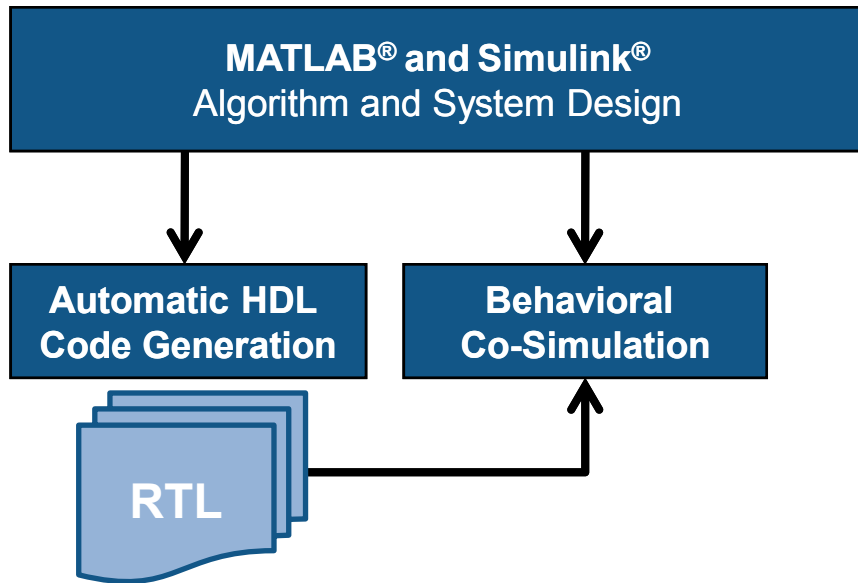 MATLAB® and Simulink®
Algorithm and System Design
Automatic HDL
Code Generation
Behavioral
Co-Simulation
RTL